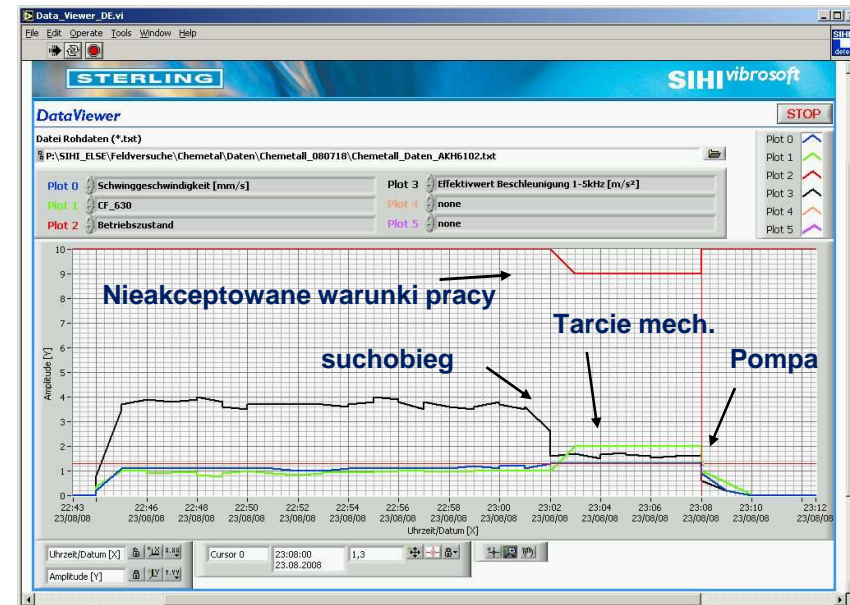 Data_Viewer_DE.vi
File Edit Operate Tools Window Help
SIHI
dete
STERLING
SIHI vibrosoft
DataViewer
STOP
Datei Rohdaten (*.txt)
P:\SIHI_ELSE\Feldversuche\Chemetal\Daten\Chemetall_080718\Chemetall_Daten_AKH6102.txt
Plot 0 Schwinggeschwindigkeit [mm/s]
Plot 1 CF_630
Plot 2 Betriebszustand
Plot 3 Effektivwert Beschleunigung 1-5kHz [m/s²]
Plot 4 none
Plot 5 none
Plot 0
Plot 1
Plot 2
Plot 3
Plot 4
Plot 5
Amplitude [Y]
10
9
8
7
6
5
4
3
2
1
0
Nieakceptowane warunki pracy
Tarcie mech.
suchobieg
Pompa
22:43 22:46 22:48 22:50 22:52 22:54 22:56 22:58 23:00 23:02 23:04 23:06 23:08 23:10 23:12
23/08/08 23/08/08 23/08/08 23/08/08 23/08/08 23/08/08 23/08/08 23/08/08 23/08/08 23/08/08 23/08/08 23/08/08 23/08/08 23/08/08 23/08/08
Uhrzeit/Datum [X]
Uhrzeit/Datum [X]
Amplitude [Y]
Cursor 0 23:08:00 1,3
23.08.2008